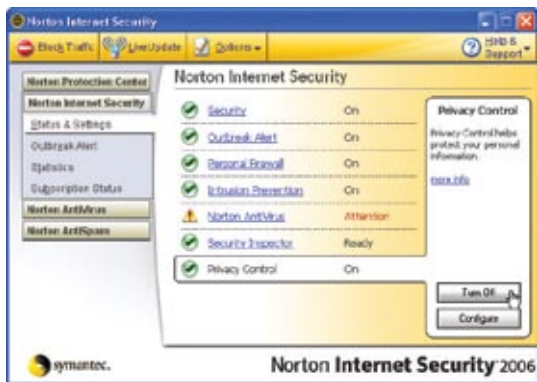 Norton Internet Security
Block Traffic LiveUpdate Options Help & Support
Norton Protection Center
Norton Internet Security
Status & Settings
Outbreak Alert
Statistics
Subscription Status
Norton AntiVirus
Norton AntiSpam
Norton Internet Security
Security On
Outbreak Alert On
Personal Firewall On
Intrusion Prevention On
Norton AntiVirus Attention
Security Inspector Ready
Privacy Control On
Privacy Control
Privacy Control helps
protect your personal
information.
more info
Turn Off
Configure
symantec.
Norton Internet Security 2006